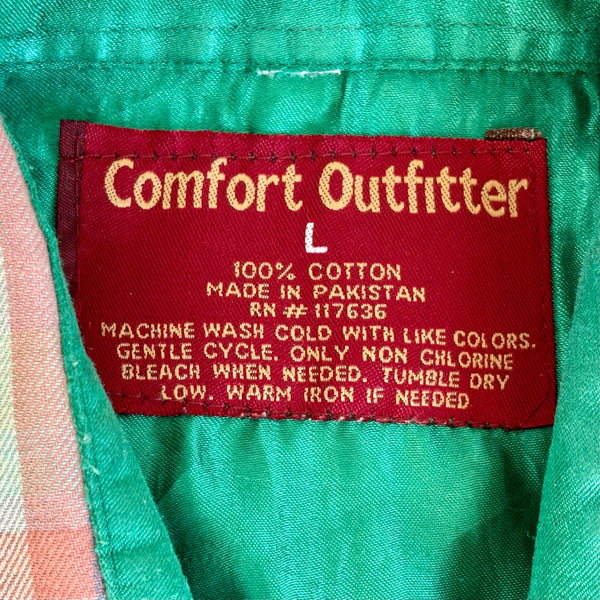 Comfort Outfitter
L
100% COTTON
MADE IN PAKISTAN
RN # 117636
MACHINE WASH COLD WITH LIKE COLORS.
GENTLE CYCLE. ONLY NON CHLORINE
BLEACH WHEN NEEDED. TUMBLE DRY
LOW. WARM IRON IF NEEDED